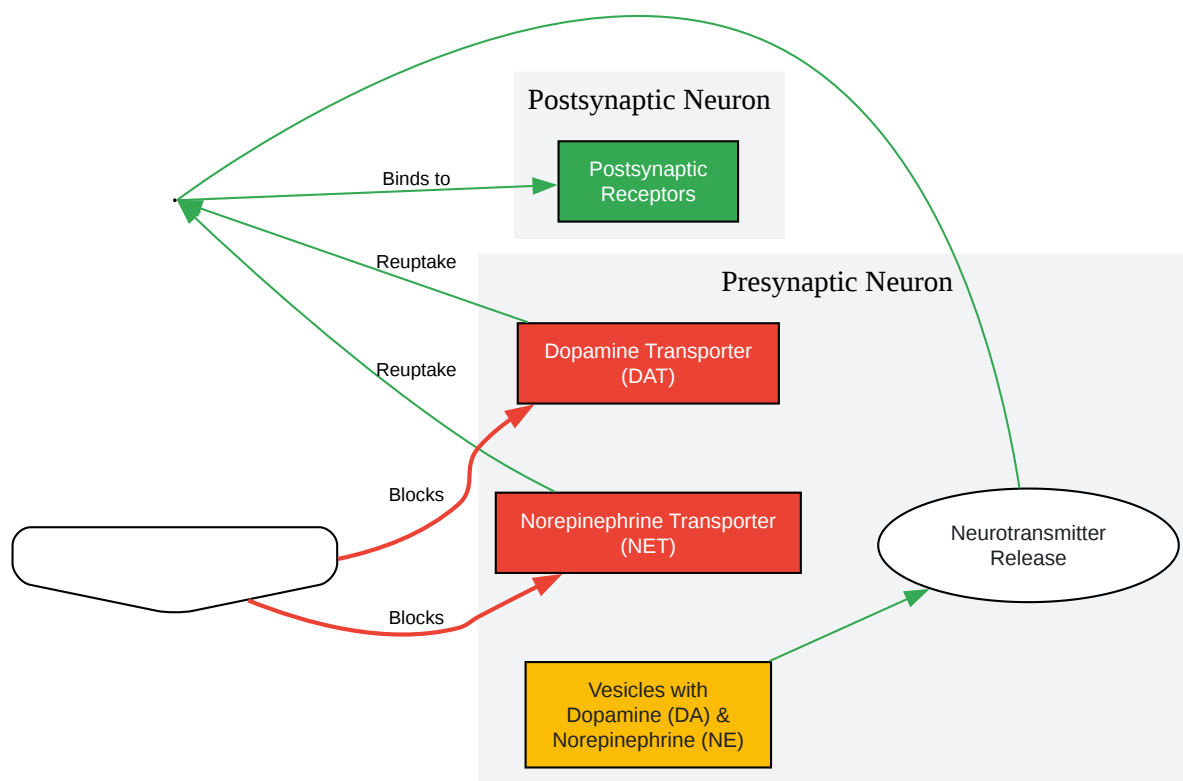 Postsynaptic Neuron
Postsynaptic
Receptors
Binds to
Reuptake
Presynaptic Neuron
Dopamine Transporter
(DAT)
Reuptake
Blocks
Norepinephrine Transporter
(NET)
Neurotransmitter
Release
Blocks
Vesicles with
Dopamine (DA) &
Norepinephrine (NE)